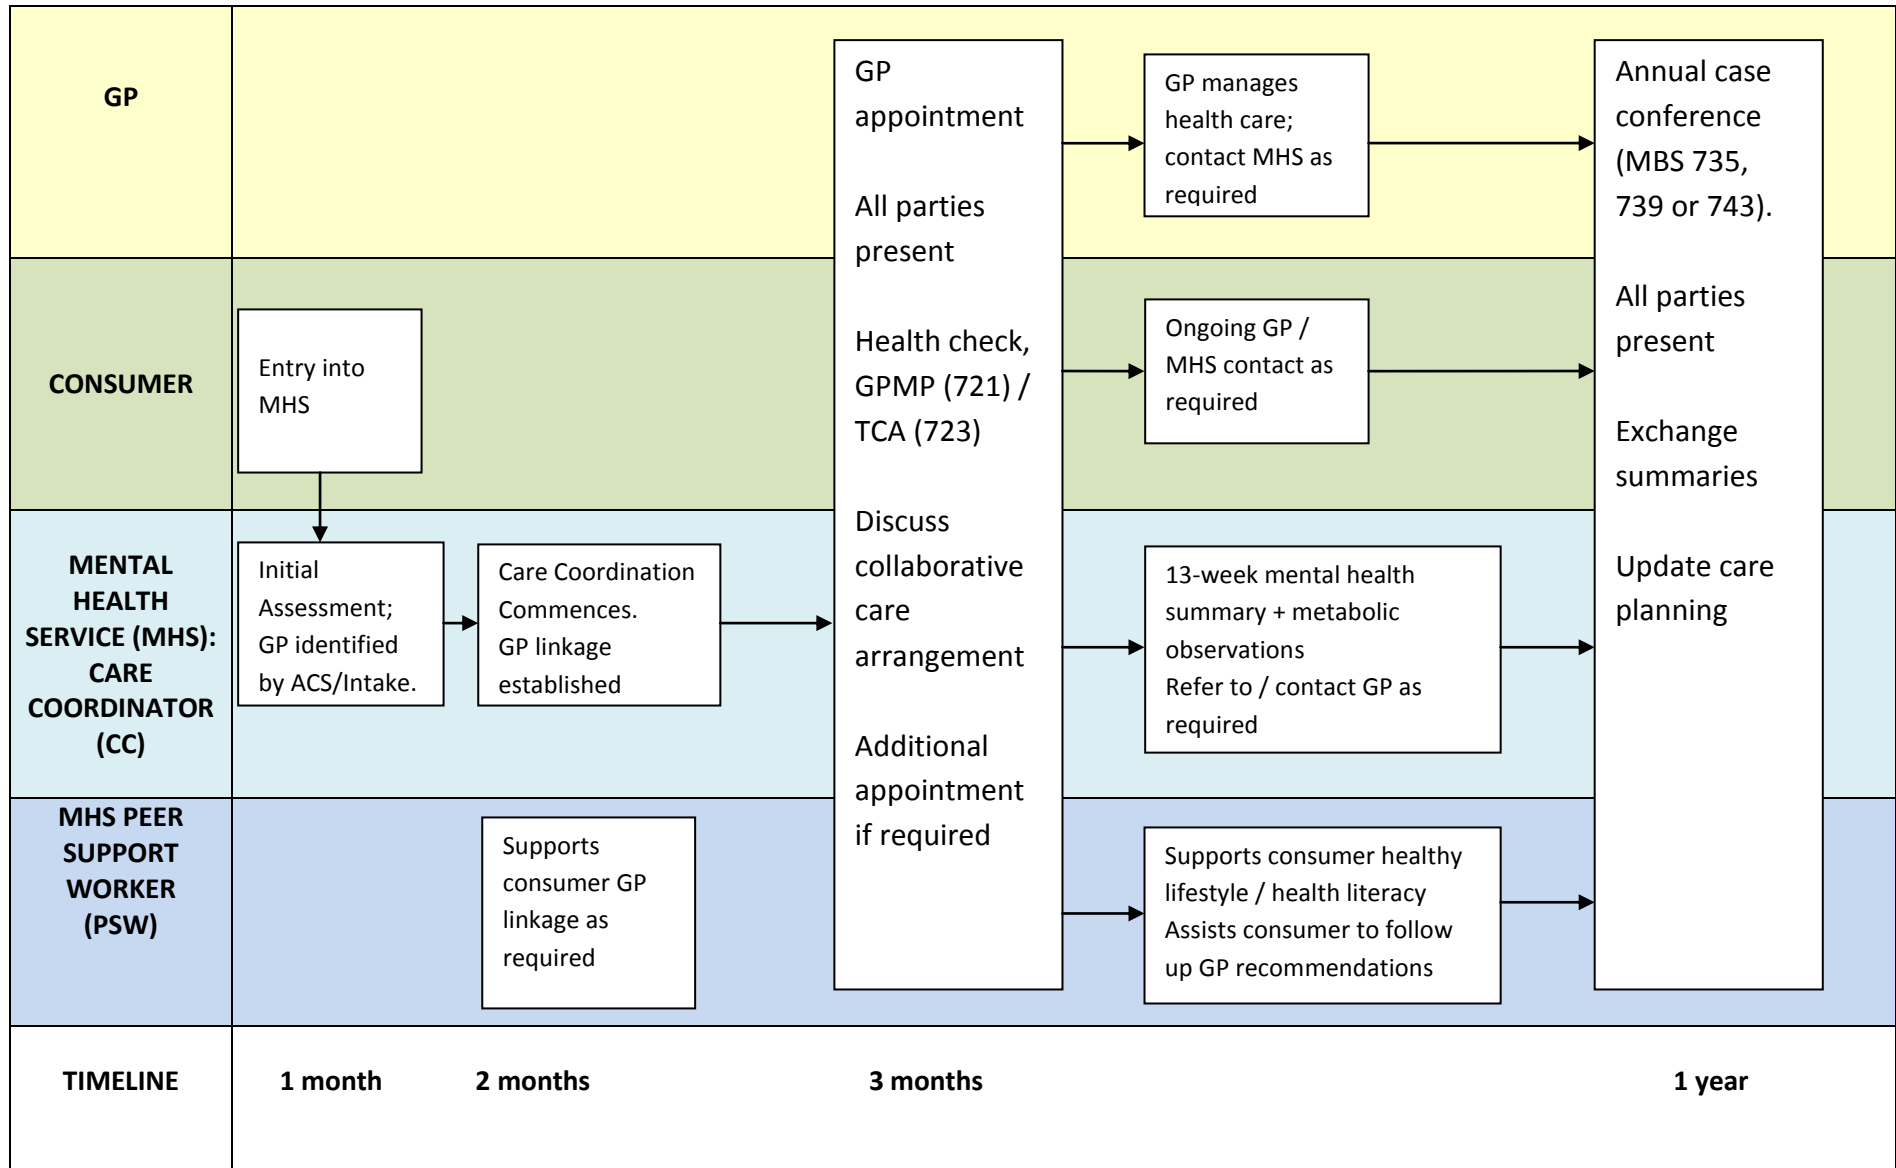 GP
GP
appointment
All parties
present
Health check,
GPMP (721) /
TCA (723)
Discuss
collaborative
care
arrangement
Additional
appointment
if required
GP manages
health care;
contact MHS as
required
Annual case
conference
(MBS 735,
739 or 743).
All parties
present
Exchange
summaries
Update care
planning
CONSUMER
Entry into
MHS
Ongoing GP /
MHS contact as
required
MENTAL
HEALTH
SERVICE (MHS):
CARE
COORDINATOR
(CC)
Initial
Assessment;
GP identified
by ACS/Intake.
Care Coordination
Commences.
GP linkage
established
13-week mental health
summary + metabolic
observations
Refer to / contact GP as
required
MHS PEER
SUPPORT
WORKER
(PSW)
Supports
consumer GP
linkage as
required
Supports consumer healthy
lifestyle / health literacy
Assists consumer to follow
up GP recommendations
TIMELINE
1 month
2 months
3 months
1 year